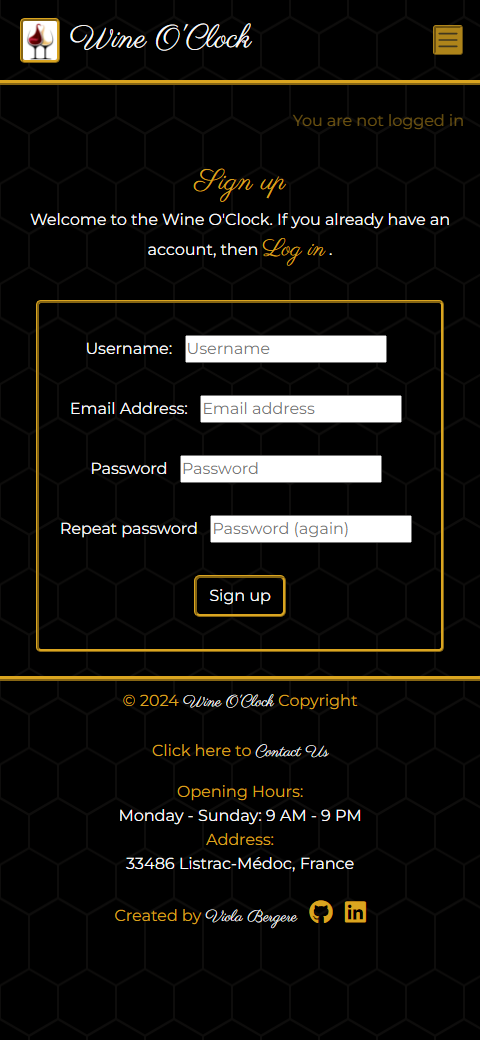 Wine O'Clock
You are not logged in
Sign up
Welcome to the Wine O'Clock. If you already have an
account, then Log in .
Username: Username
Email Address: Email address
Password Password
Repeat password Password (again)
Sign up
© 2024 Wine O'Clock Copyright
Click here to Contact Us
Opening Hours:
Monday - Sunday: 9 AM - 9 PM
Address:
33486 Listrac-Médoc, France
Created by Viola Bergere